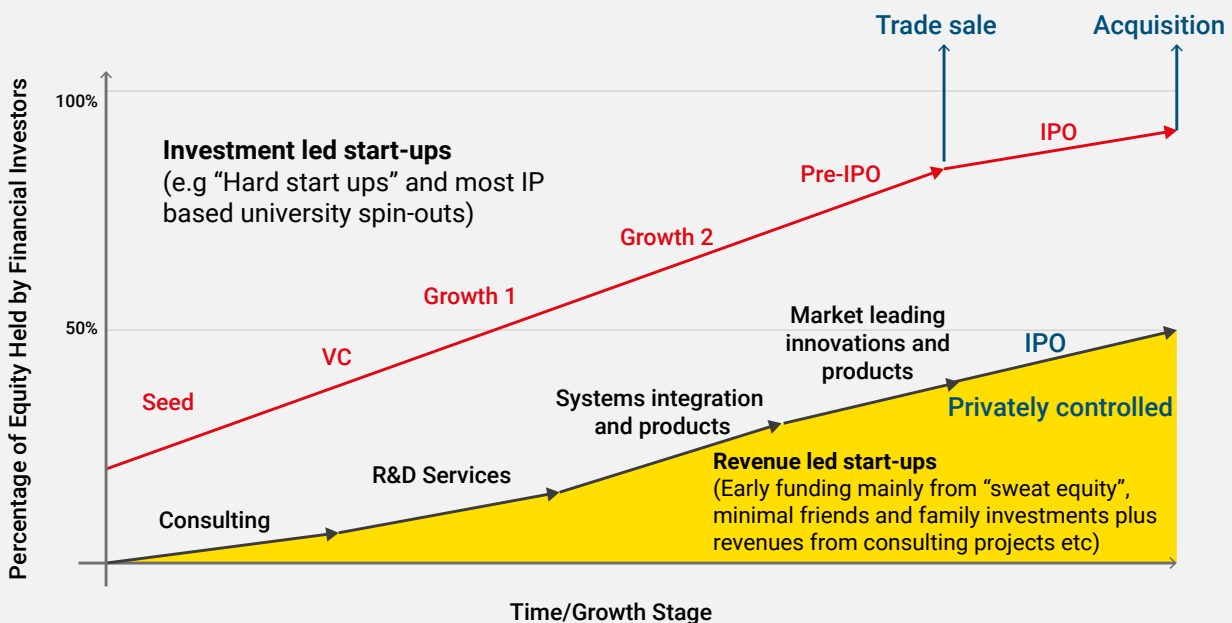 Trade sale
Acquisition
Percentage of Equity Held by Financial Investors
100%
Investment led start-ups
(e.g “Hard start ups” and most IP
based university spin-outs)
IPO
Pre-IPO
Growth 2
Growth 1
50%
VC
Seed
Market leading
innovations and
products
IPO
Systems integration
and products
Privately controlled
R&D Services
Consulting
Revenue led start-ups
(Early funding mainly from “sweat equity”,
minimal friends and family investments plus
revenues from consulting projects etc)
Time/Growth Stage